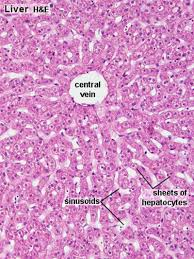 Liver H&E
central
vein
sinusoids
sheets of
hepatocytes